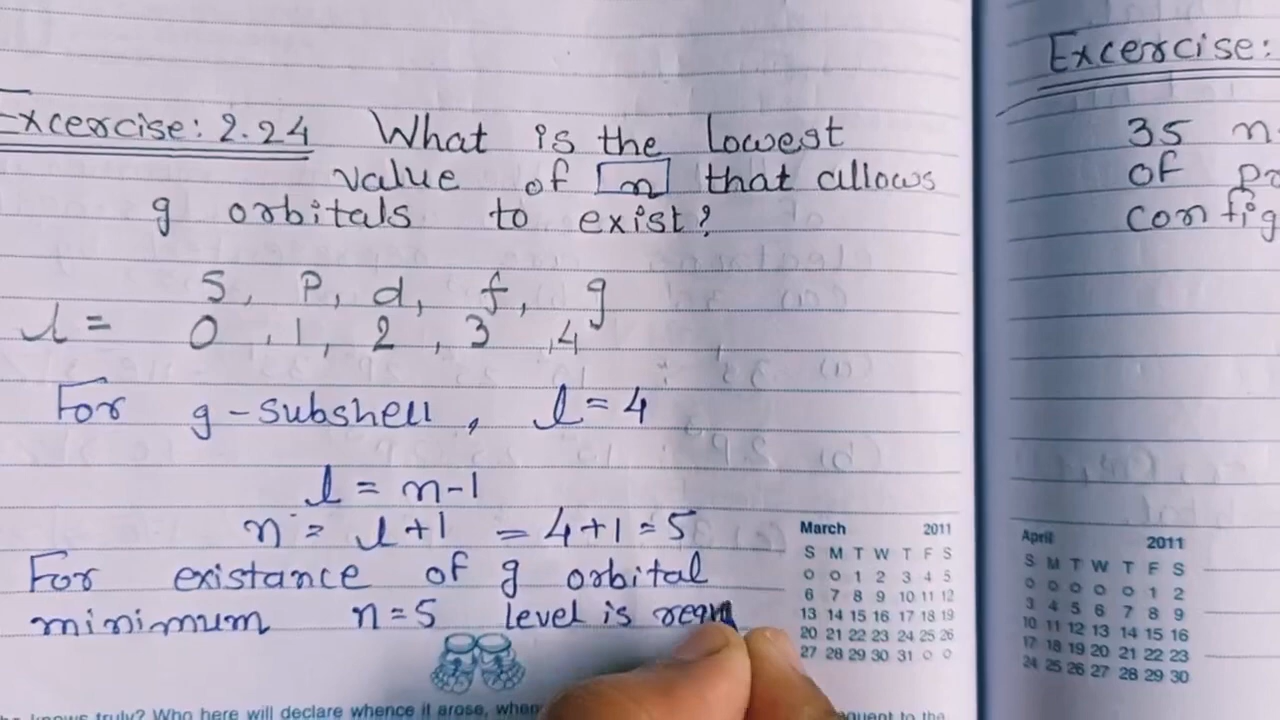 Excercise: 2.24 What is the lowest
value of n that allows
g orbitals to exist?
S, P, d, f, g
l = 0, 1, 2, 3, 4
For g-subshell, l = 4
l = n-1
n = l+1 = 4+1 = 5
For existance of g orbital
minimum n=5 level is requ
March 2011
S M T W T F S
0 0 1 2 3 4 5
6 7 8 9 10 11 12
13 14 15 16 17 18 19
20 21 22 23 24 25 26
27 28 29 30 31 0 0
knows truly? Who here will declare whence it arose, when
equent to the
Excercise:
35 n
of pr
config
April 2011
S M T W T F S
0 0 0 0 0 1 2
3 4 5 6 7 8 9
10 11 12 13 14 15 16
17 18 19 20 21 22 23
24 25 26 27 28 29 30